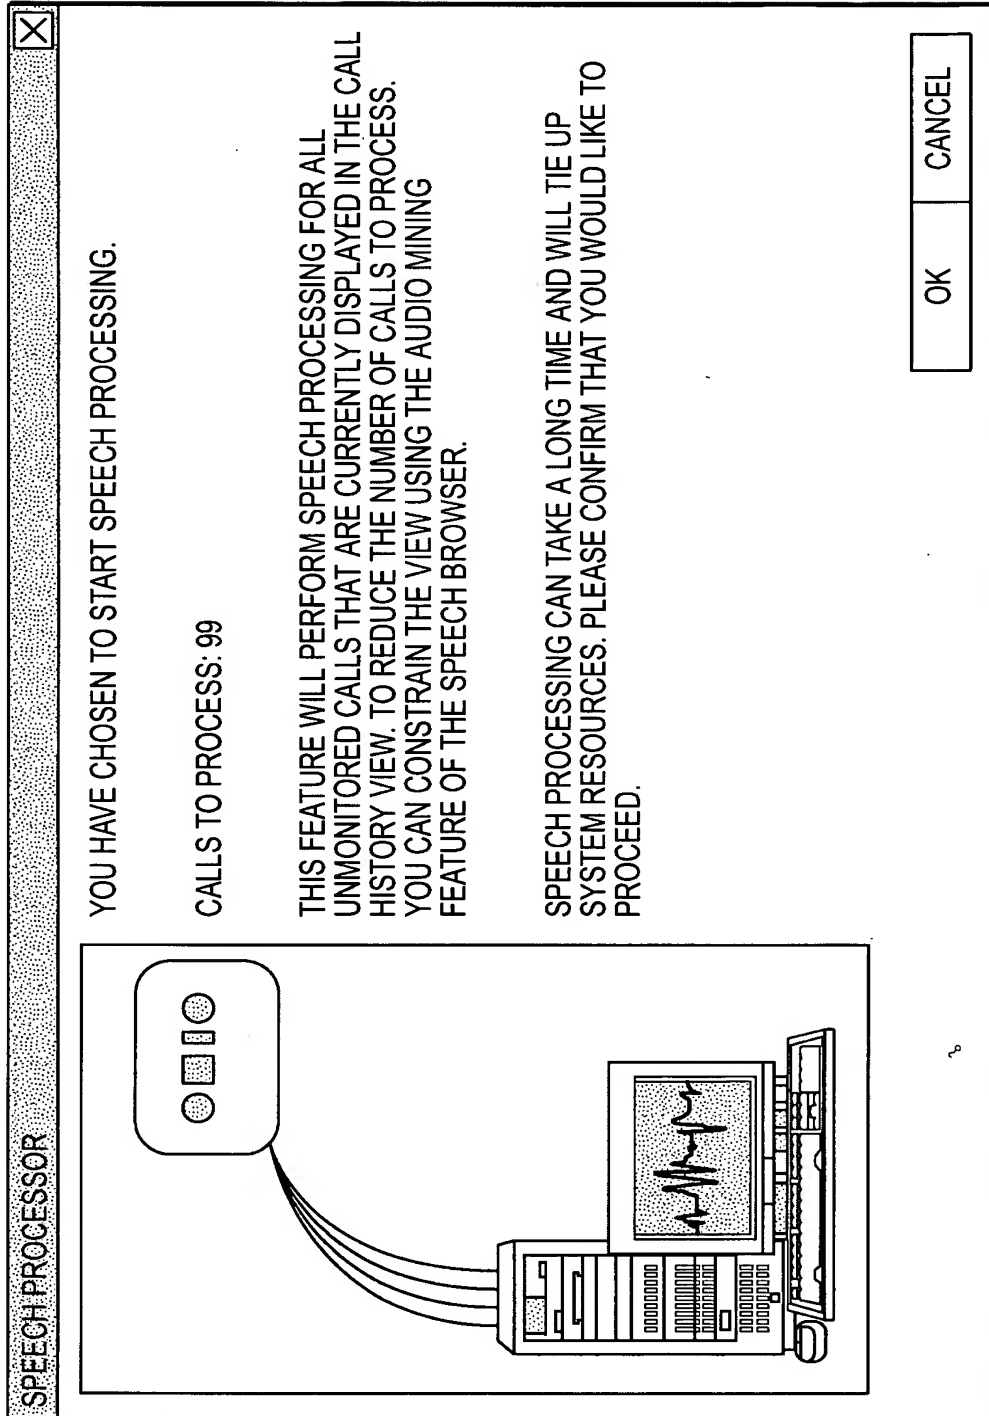 SPEECH PROCESSOR
YOU HAVE CHOSEN TO START SPEECH PROCESSING.
CALLS TO PROCESS: 99
THIS FEATURE WILL PERFORM SPEECH PROCESSING FOR ALL
UNMONITORED CALLS THAT ARE CURRENTLY DISPLAYED IN THE CALL
HISTORY VIEW. TO REDUCE THE NUMBER OF CALLS TO PROCESS.
YOU CAN CONSTRAIN THE VIEW USING THE AUDIO MINING
FEATURE OF THE SPEECH BROWSER.
SPEECH PROCESSING CAN TAKE A LONG TIME AND WILL TIE UP
SYSTEM RESOURCES. PLEASE CONFIRM THAT YOU WOULD LIKE TO
PROCEED.
OK CANCEL